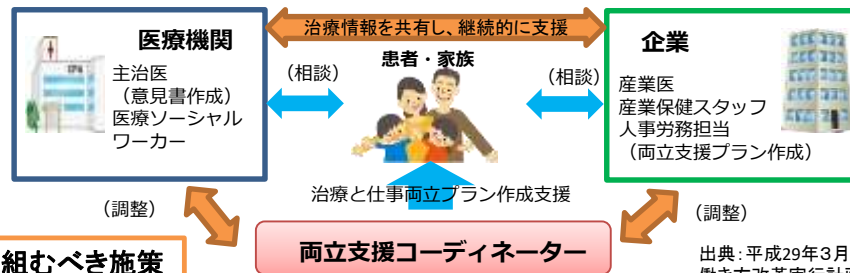 治療情報を共有し、継続的に支援
医療機関
主治医
（意見書作成）
医療ソーシャル
ワーカー
（相談）
患者・家族
（相談）
企業
産業医
産業保健スタッフ
人事労務担当
（両立支援プラン作成）
治療と仕事両立プラン作成支援
（調整）
（調整）
両立支援コーディネーター
組むべき施策
出典：平成29年3月